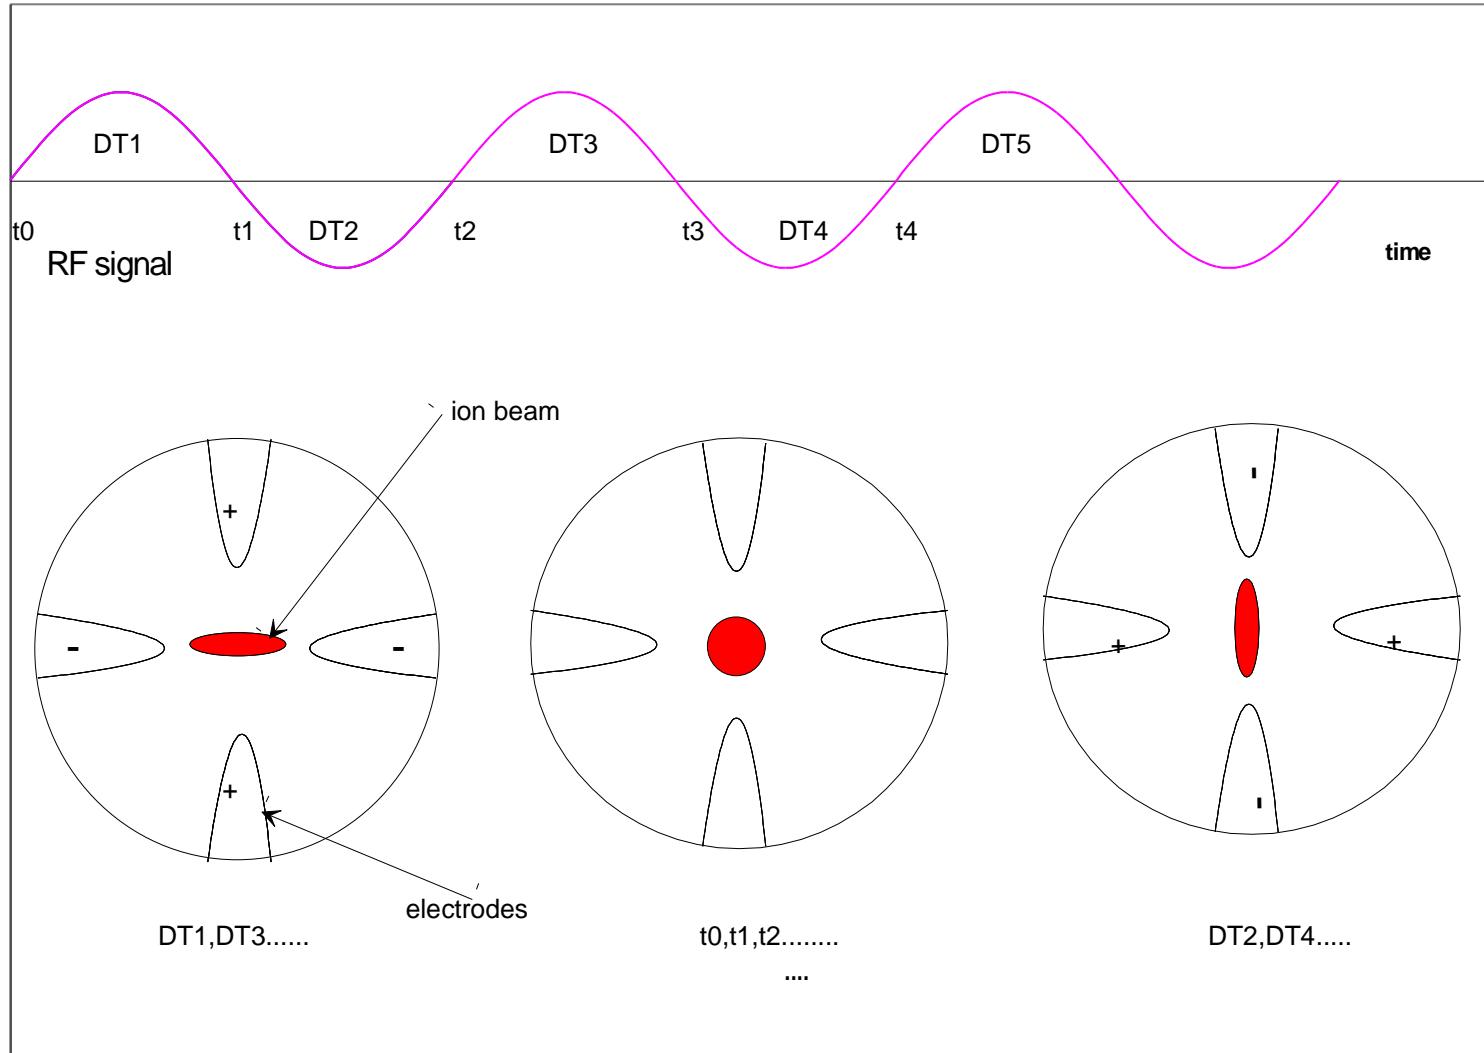 DT1
DT3
DT5
t0
t1
DT2
t2
t3
DT4
t4
RF signal
time
ion beam
+
-
-
+
+
+
-
-
electrodes
DT1,DT3......
t0,t1,t2........
....
DT2,DT4.....